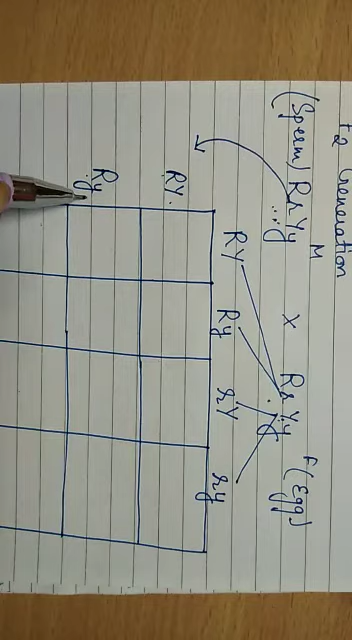 F2 Generation
M F
(Sperm) RrYy X RrYy (Egg)
RY Ry rY ry
RY
Ry